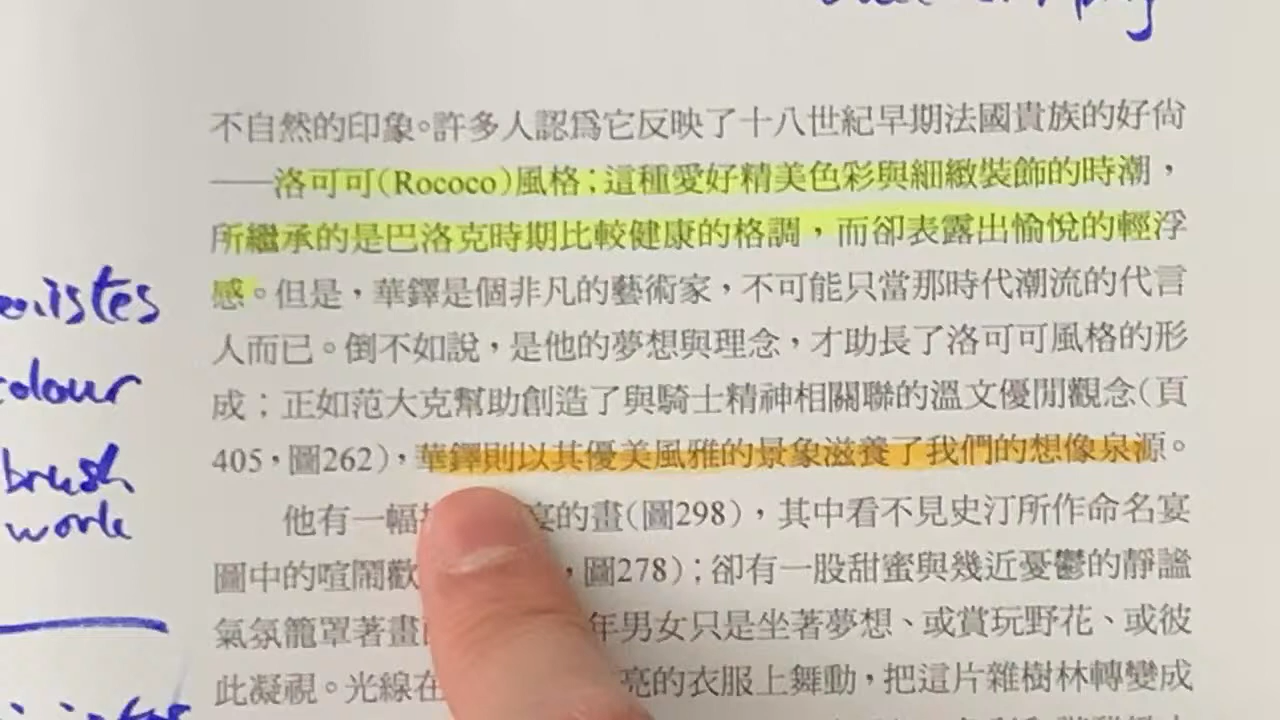 不自然的印象。許多人認爲它反映了十八世紀早期法國貴族的好尙
——洛可可(Rococo)風格；這種愛好精美色彩與細緻裝飾的時潮，
所繼承的是巴洛克時期比較健康的格調，而卻表露出愉悅的輕浮
感。但是，華鐸是個非凡的藝術家，不可能只當那時代潮流的代言
人而已。倒不如說，是他的夢想與理念，才助長了洛可可風格的形
成；正如范大克幫助創造了與騎士精神相關聯的溫文優閒觀念(頁
405，圖262)，華鐸則以其優美風雅的景象滋養了我們的想像泉源。
他有一幅 宴的畫(圖298)，其中看不見史汀所作命名宴
圖中的喧鬧歡 ，圖278)；卻有一股甜蜜與幾近憂鬱的靜謐
氣氛籠罩著畫 年男女只是坐著夢想、或賞玩野花、或彼
此凝視。光線在 亮的衣服上舞動，把這片雜樹林轉變成
colour
brush
work